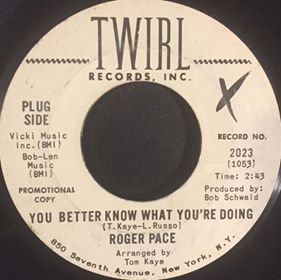 TWIRL
RECORDS, INC.
PLUG
SIDE
X
Vicki Music
Inc.(BMI)
Bob-Len
Music
(BMI)
RECORD NO.
2023
(1053)
Time: 2:43
PROMOTIONAL
COPY
Produced by:
Bob Schwaid
YOU BETTER KNOW WHAT YOU'RE DOING
(T.Kaye-L.Russo)
ROGER PACE
Arranged by
Tom Kaye
850 Seventh Avenue, New York, N.Y.